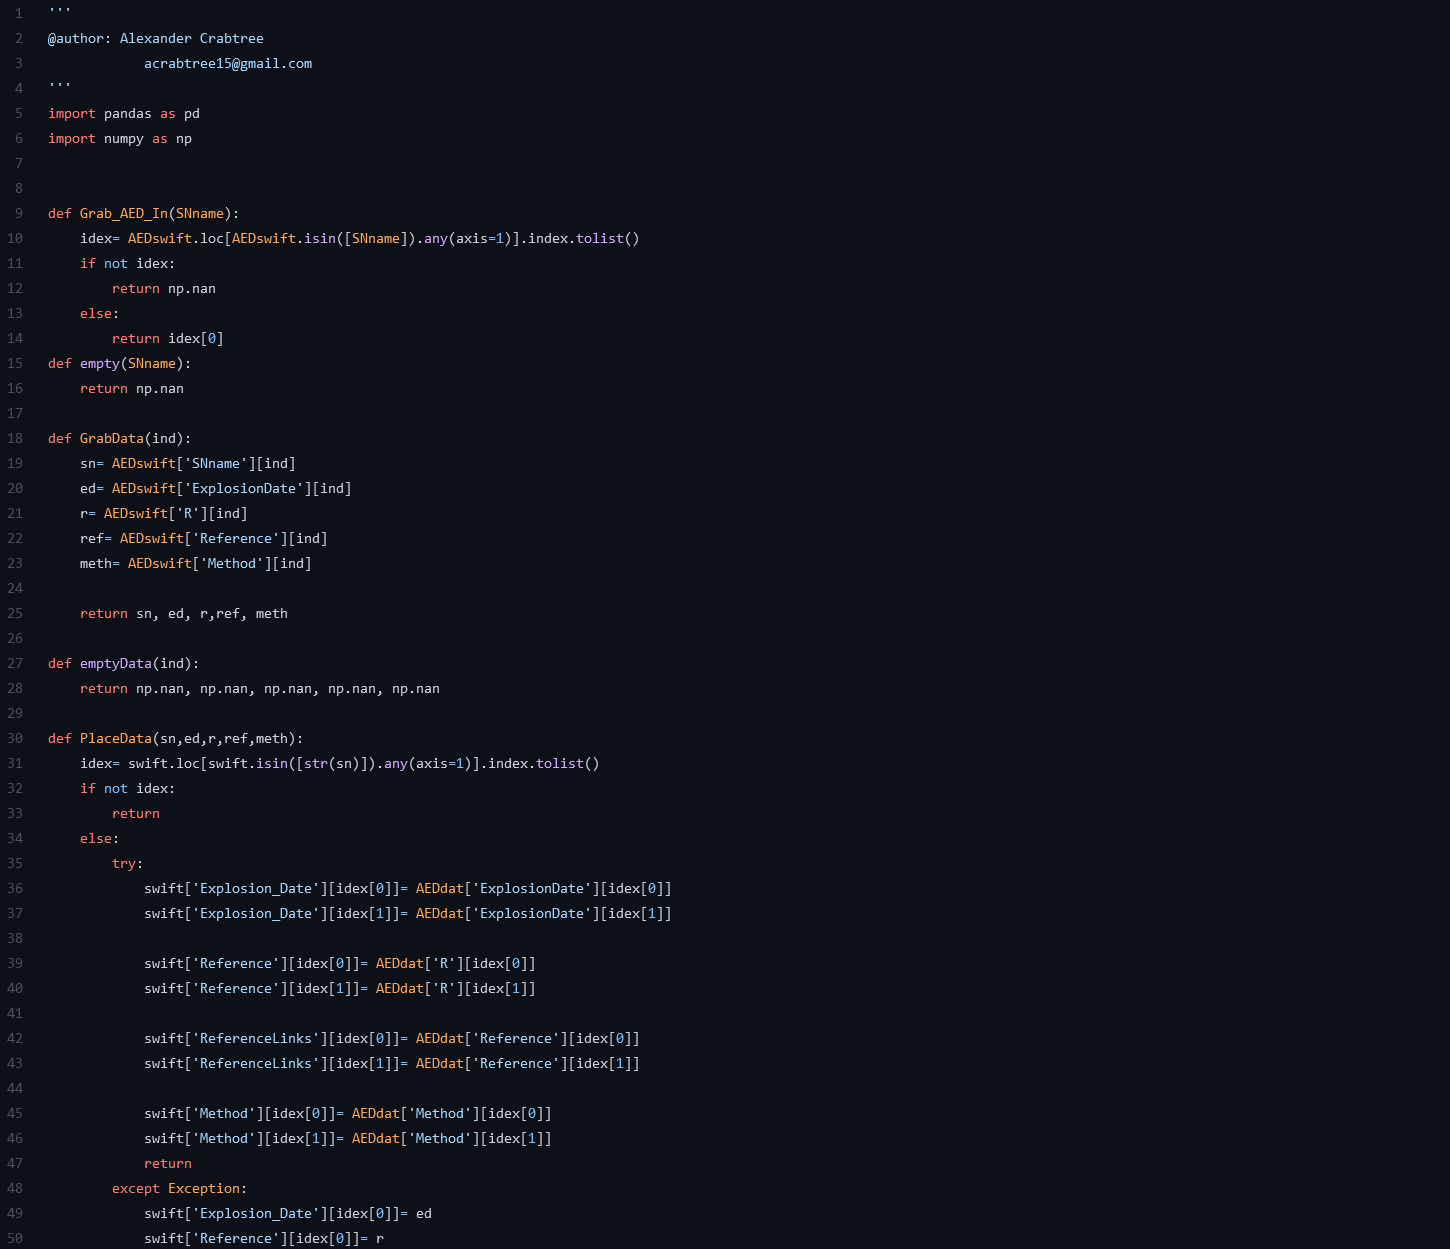 1 '''
2 @author: Alexander Crabtree
3             acrabtree15@gmail.com
4 '''
5 import pandas as pd
6 import numpy as np
7
8
9 def Grab_AED_In(SNname):
10     idex= AEDswift.loc[AEDswift.isin([SNname]).any(axis=1)].index.tolist()
11     if not idex:
12         return np.nan
13     else:
14         return idex[0]
15 def empty(SNname):
16     return np.nan
17
18 def GrabData(ind):
19     sn= AEDswift['SNname'][ind]
20     ed= AEDswift['ExplosionDate'][ind]
21     r= AEDswift['R'][ind]
22     ref= AEDswift['Reference'][ind]
23     meth= AEDswift['Method'][ind]
24
25     return sn, ed, r,ref, meth
26
27 def emptyData(ind):
28     return np.nan, np.nan, np.nan, np.nan, np.nan
29
30 def PlaceData(sn,ed,r,ref,meth):
31     idex= swift.loc[swift.isin([str(sn)]).any(axis=1)].index.tolist()
32     if not idex:
33         return
34     else:
35         try:
36             swift['Explosion_Date'][idex[0]]= AEDdat['ExplosionDate'][idex[0]]
37             swift['Explosion_Date'][idex[1]]= AEDdat['ExplosionDate'][idex[1]]
38
39             swift['Reference'][idex[0]]= AEDdat['R'][idex[0]]
40             swift['Reference'][idex[1]]= AEDdat['R'][idex[1]]
41
42             swift['ReferenceLinks'][idex[0]]= AEDdat['Reference'][idex[0]]
43             swift['ReferenceLinks'][idex[1]]= AEDdat['Reference'][idex[1]]
44
45             swift['Method'][idex[0]]= AEDdat['Method'][idex[0]]
46             swift['Method'][idex[1]]= AEDdat['Method'][idex[1]]
47             return
48         except Exception:
49             swift['Explosion_Date'][idex[0]]= ed
50             swift['Reference'][idex[0]]= r